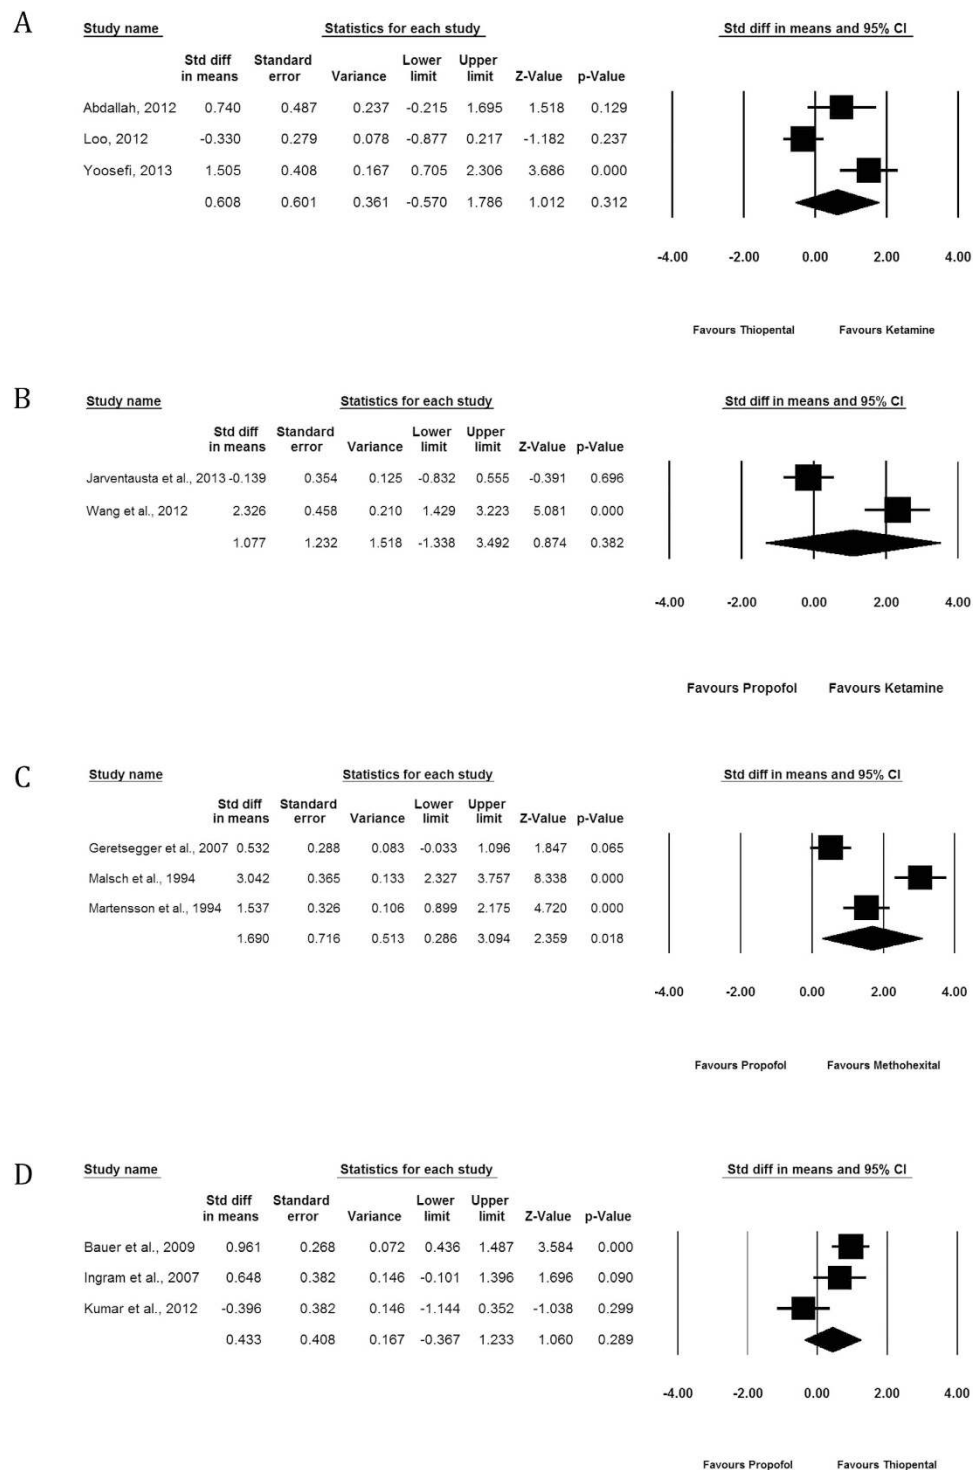 A
Study name Statistics for each study Std diff in means and 95% CI
Std diff Standard Lower Upper
in means error Variance limit limit Z-Value p-Value
Abdallah, 2012 0.740 0.487 0.237 -0.215 1.695 1.518 0.129
Loo, 2012 -0.330 0.279 0.078 -0.877 0.217 -1.182 0.237
Yoosefi, 2013 1.505 0.408 0.167 0.705 2.306 3.686 0.000
0.608 0.601 0.361 -0.570 1.786 1.012 0.312
-4.00 -2.00 0.00 2.00 4.00
Favours Thiopental Favours Ketamine
B
Study name Statistics for each study Std diff in means and 95% CI
Std diff Standard Lower Upper
in means error Variance limit limit Z-Value p-Value
Jarventausta et al., 2013 -0.139 0.354 0.125 -0.832 0.555 -0.391 0.696
Wang et al., 2012 2.326 0.458 0.210 1.429 3.223 5.081 0.000
1.077 1.232 1.518 -1.338 3.492 0.874 0.382
-4.00 -2.00 0.00 2.00 4.00
Favours Propofol Favours Ketamine
C
Study name Statistics for each study Std diff in means and 95% CI
Std diff Standard Lower Upper
in means error Variance limit limit Z-Value p-Value
Geretsegger et al., 2007 0.532 0.288 0.083 -0.033 1.096 1.847 0.065
Malsch et al., 1994 3.042 0.365 0.133 2.327 3.757 8.338 0.000
Martensson et al., 1994 1.537 0.326 0.106 0.899 2.175 4.720 0.000
1.690 0.716 0.513 0.286 3.094 2.359 0.018
-4.00 -2.00 0.00 2.00 4.00
Favours Propofol Favours Methohexital
D
Study name Statistics for each study Std diff in means and 95% CI
Std diff Standard Lower Upper
in means error Variance limit limit Z-Value p-Value
Bauer et al., 2009 0.961 0.268 0.072 0.436 1.487 3.584 0.000
Ingram et al., 2007 0.648 0.382 0.146 -0.101 1.396 1.696 0.090
Kumar et al., 2012 -0.396 0.382 0.146 -1.144 0.352 -1.038 0.299
0.433 0.408 0.167 -0.367 1.233 1.060 0.289
-4.00 -2.00 0.00 2.00 4.00
Favours Propofol Favours Thiopental